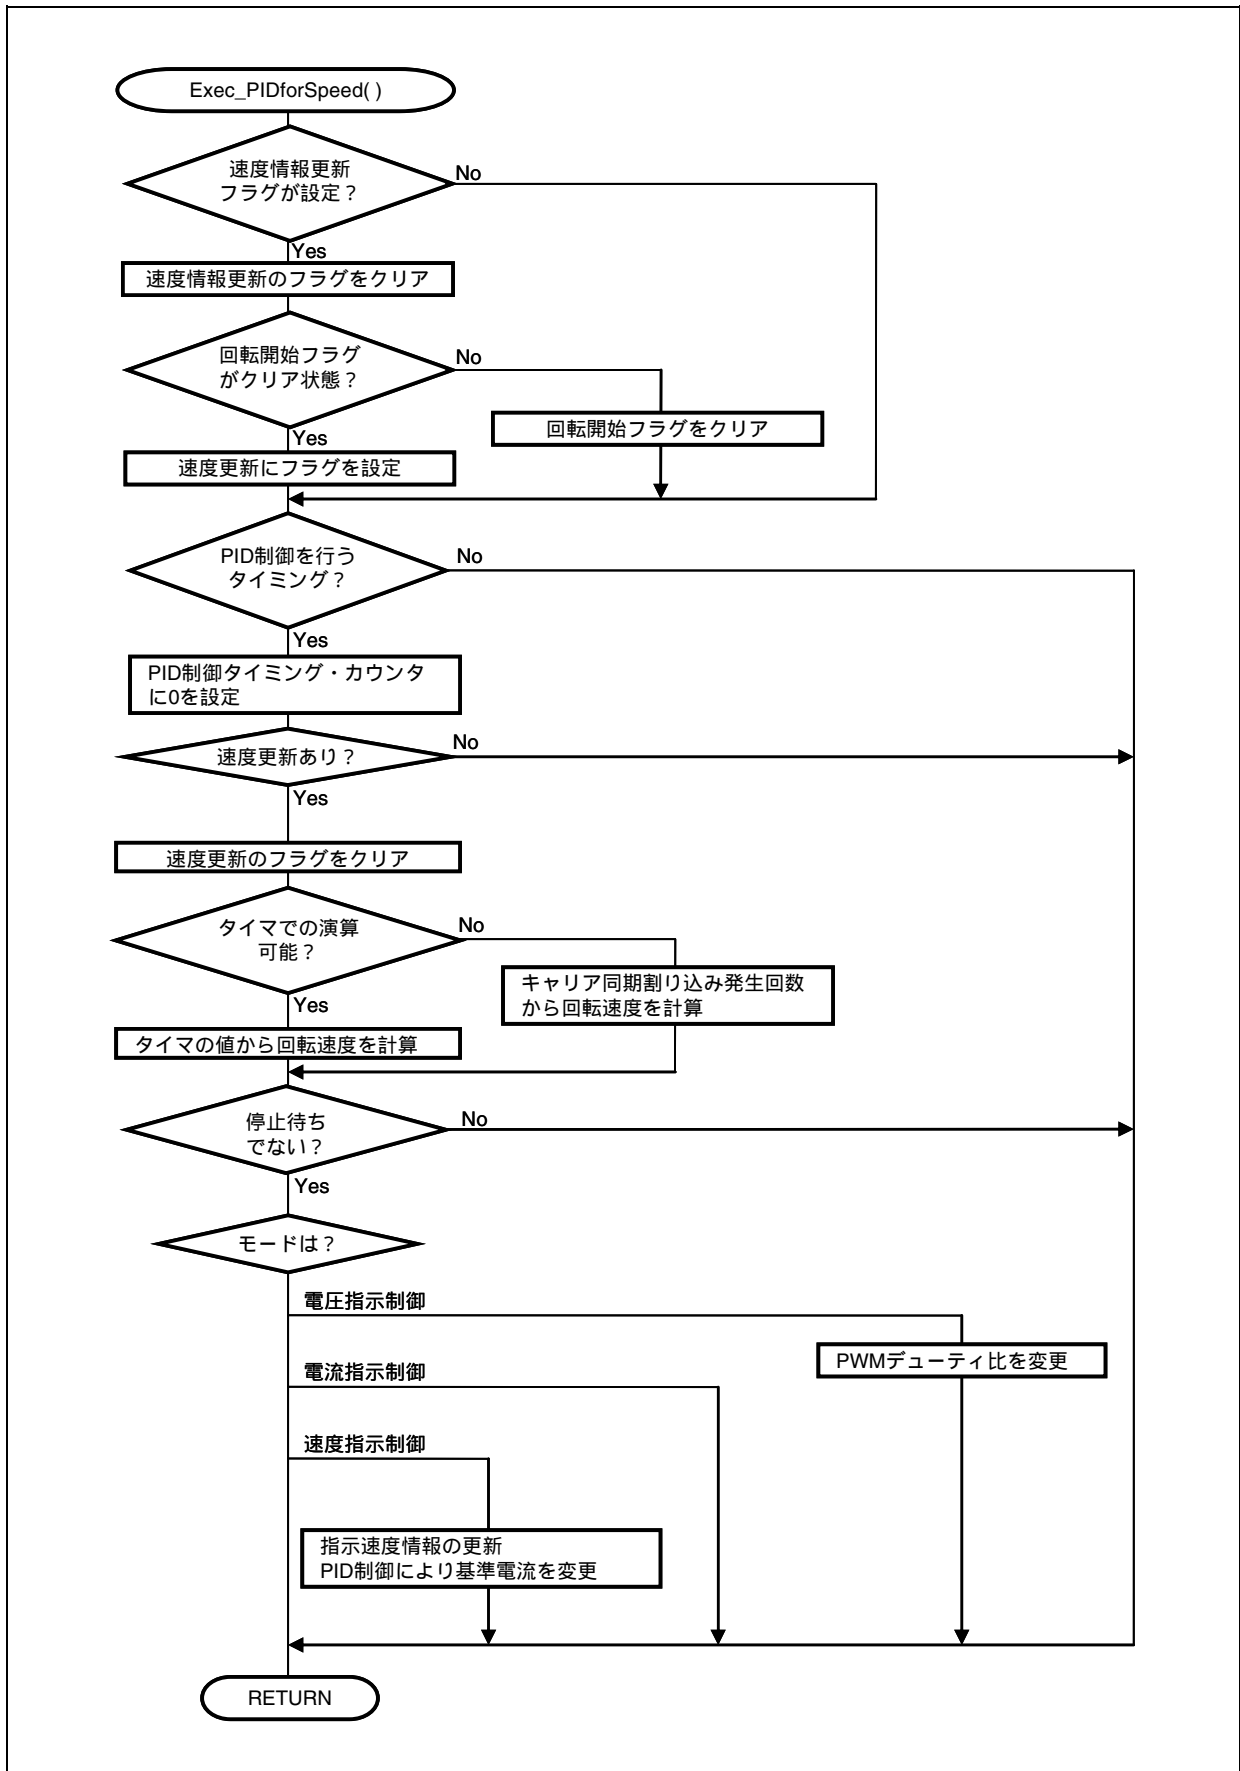 Exec_PIDforSpeed( )
速度情報更新
フラグが設定？
No
Yes
速度情報更新のフラグをクリア
回転開始フラグ
がクリア状態？
No
回転開始フラグをクリア
Yes
速度更新にフラグを設定
PID制御を行う
タイミング？
No
Yes
PID制御タイミング・カウンタ
に0を設定
速度更新あり？
No
Yes
速度更新のフラグをクリア
タイマでの演算
可能？
No
キャリア同期割り込み発生回数
から回転速度を計算
Yes
タイマの値から回転速度を計算
停止待ち
でない？
No
Yes
モードは？
電圧指示制御
PWMデューティ比を変更
電流指示制御
速度指示制御
指示速度情報の更新
PID制御により基準電流を変更
RETURN